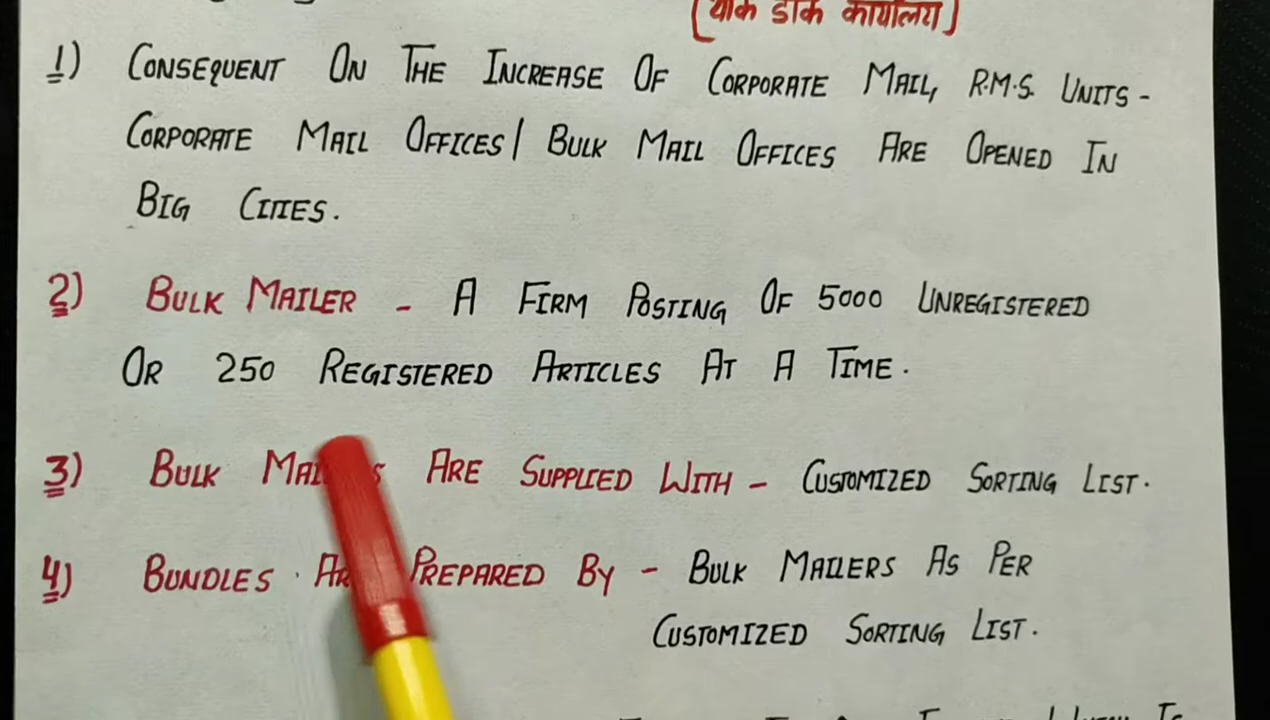 [थोक डाक कार्यालय]
1) CONSEQUENT ON THE INCREASE OF CORPORATE MAIL, R.M.S. UNITS -
CORPORATE MAIL OFFICES/ BULK MAIL OFFICES ARE OPENED IN
BIG CITIES.
2) BULK MAILER - A FIRM POSTING OF 5000 UNREGISTERED
OR 250 REGISTERED ARTICLES AT A TIME.
3) BULK ARE SUPPLIED WITH - CUSTOMIZED SORTING LIST.
4) BUNDLES PREPARED BY - BULK MAILERS AS PER
CUSTOMIZED SORTING LIST.